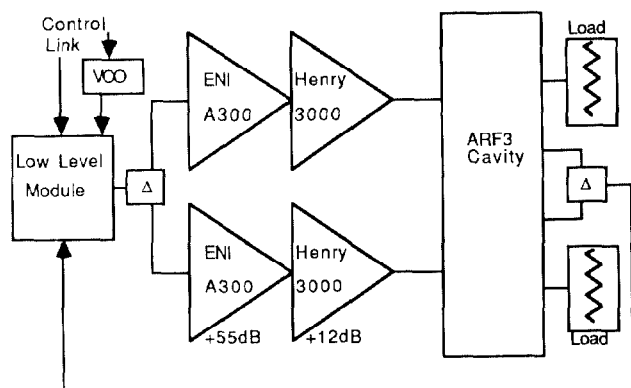 Control
Link
VCO
Low Level
Module
Δ
ENI
A300
Henry
3000
ENI
A300
+55dB
Henry
3000
+12dB
ARF3
Cavity
Load
Δ
Load